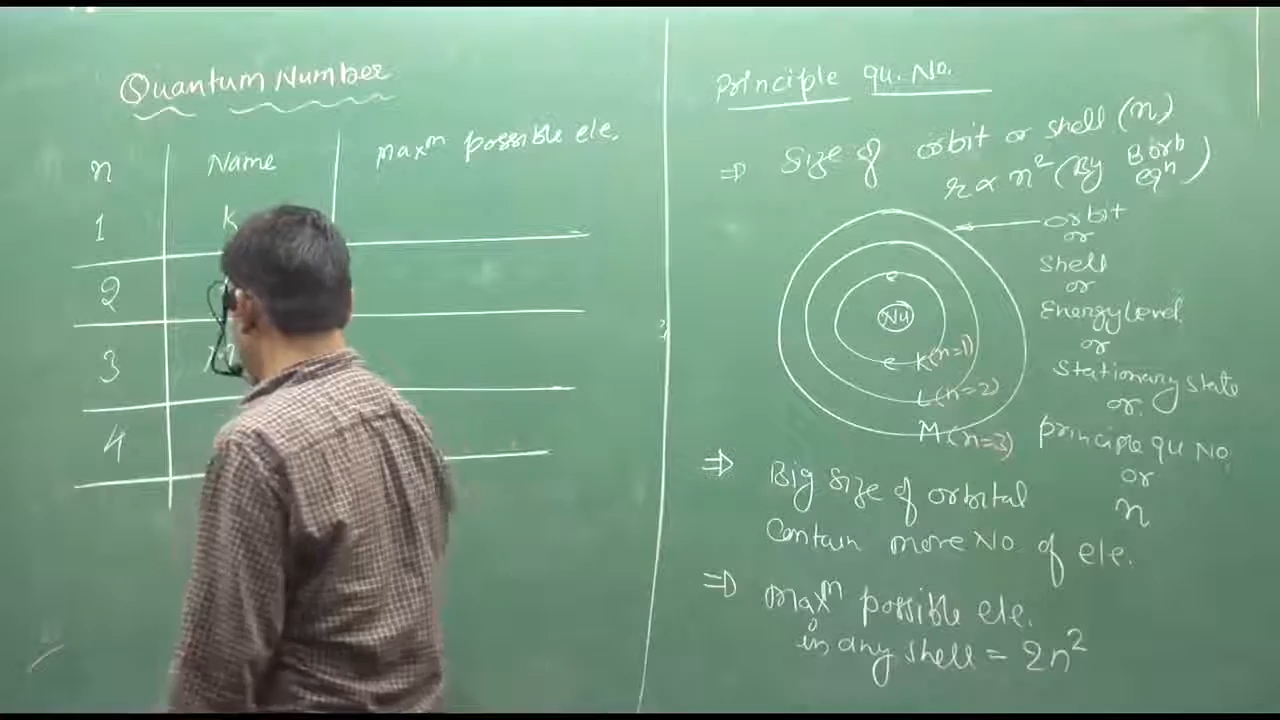 Quantum Number
n Name maxᵐ possible ele.
1 K
2
3 M
4
Principle qu. No.
⇒ Size of orbit or shell (n)
r ∝ n² (By Borh eqⁿ)
orbit
or
shell
or
Energy level
or
Stationary state
or
principle qu No.
or
n
e
Nu
e K(n=1)
L(n=2)
M(n=3)
⇒ Big size of orbital
Contain more No. of ele.
⇒ maxᵐ possible ele.
in any shell = 2n²